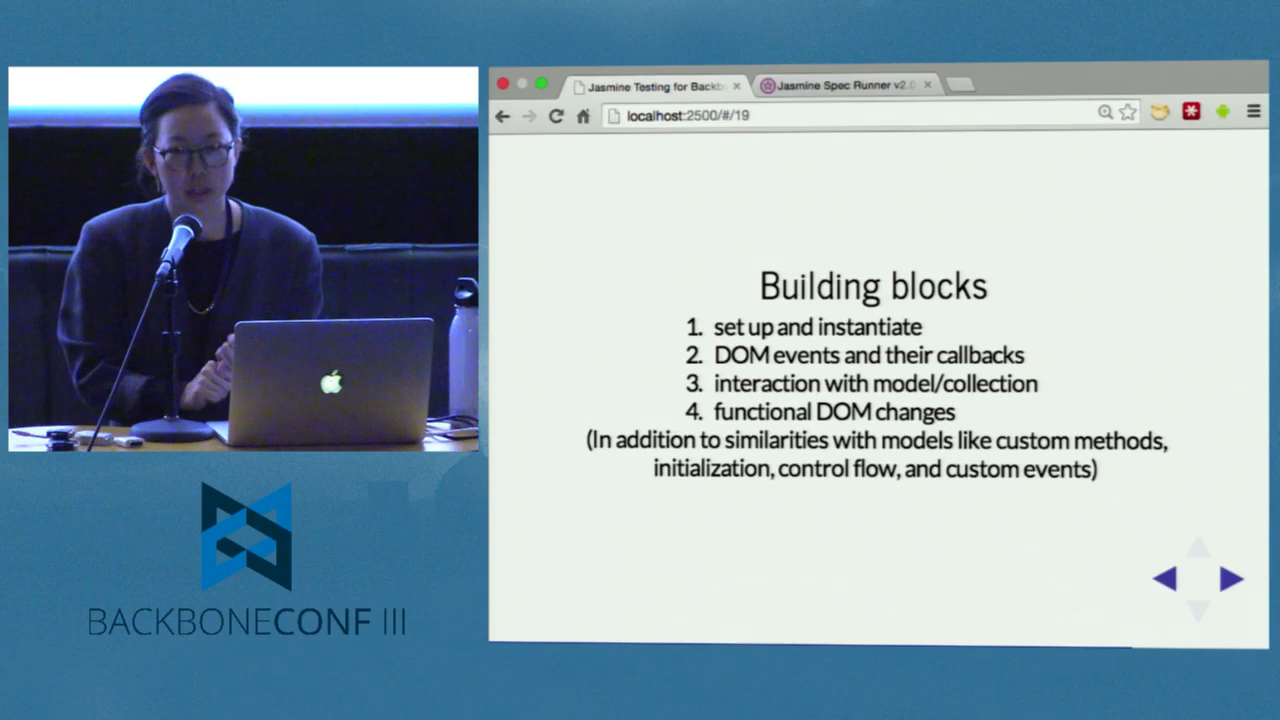 Jasmine Testing for Backb
Jasmine Spec Runner v2.0
localhost:2500/#/19
Building blocks
1. set up and instantiate
2. DOM events and their callbacks
3. interaction with model/collection
4. functional DOM changes
(In addition to similarities with models like custom methods,
initialization, control flow, and custom events)
BACKBONECONF III